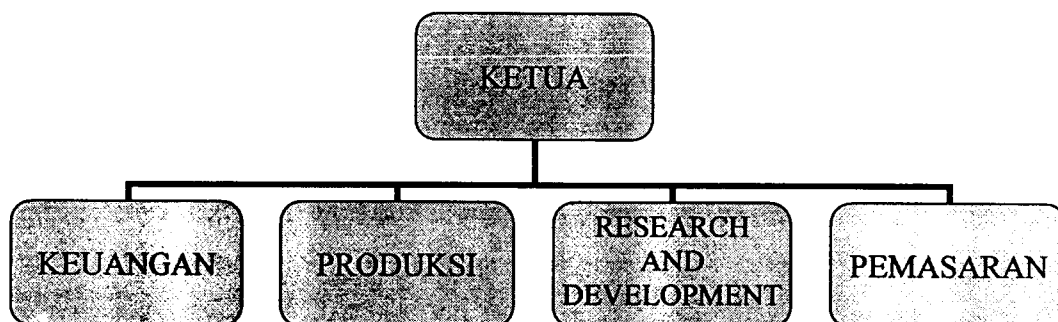 KETUA
KEUANGAN
PRODUKSI
RESEARCH
AND
DEVELOPMENT
PEMASARAN